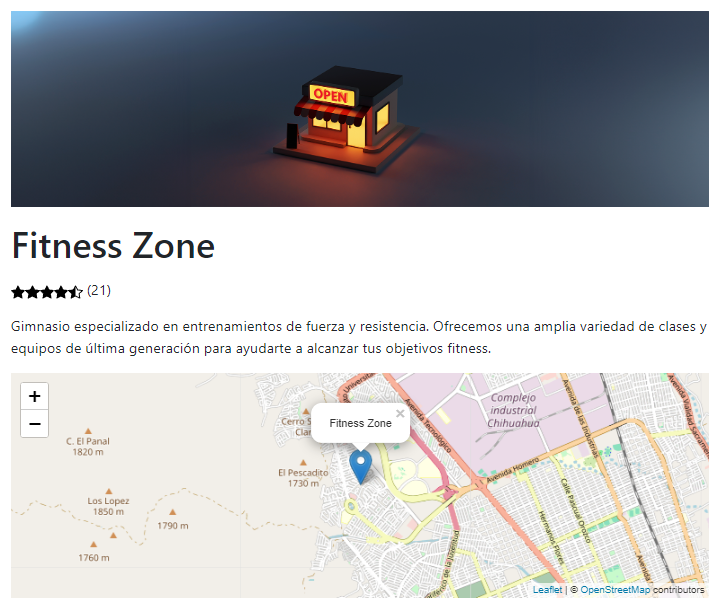 OPEN
Fitness Zone
(21)
Gimnasio especializado en entrenamientos de fuerza y resistencia. Ofrecemos una amplia variedad de clases y
equipos de última generación para ayudarte a alcanzar tus objetivos fitness.
+
−
Fitness Zone
×
Complejo
industrial
Chihuahua
Avenida Tecnológico
Avenida de las Industrias
Avenida Vialidad Sacramento
Cerro
C. El Panal
1820 m
El Pescadito
1730 m
Avenida Homero
Calle Pascual Orozco
Hermanos Flores
Los Lopez
1850 m
1790 m
1760 m
Leaflet | © OpenStreetMap contributors